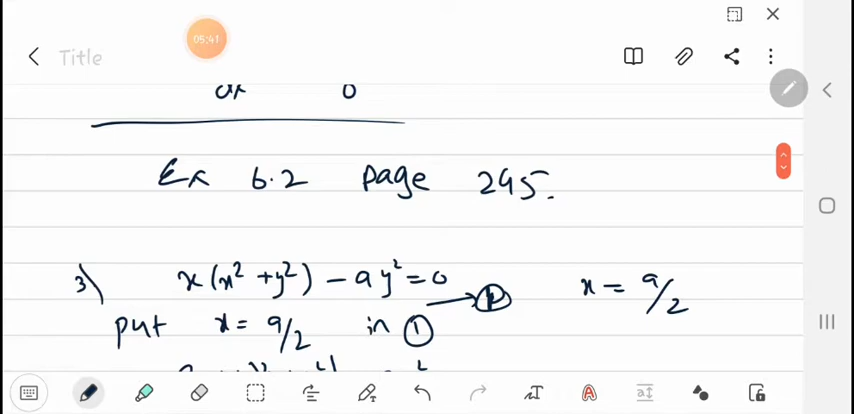 05:41
Title
0
Ex 6.2 page 245.
3) x(x² + y²) - ay² = 0 → ① x = a/2
put x = a/2 in ①